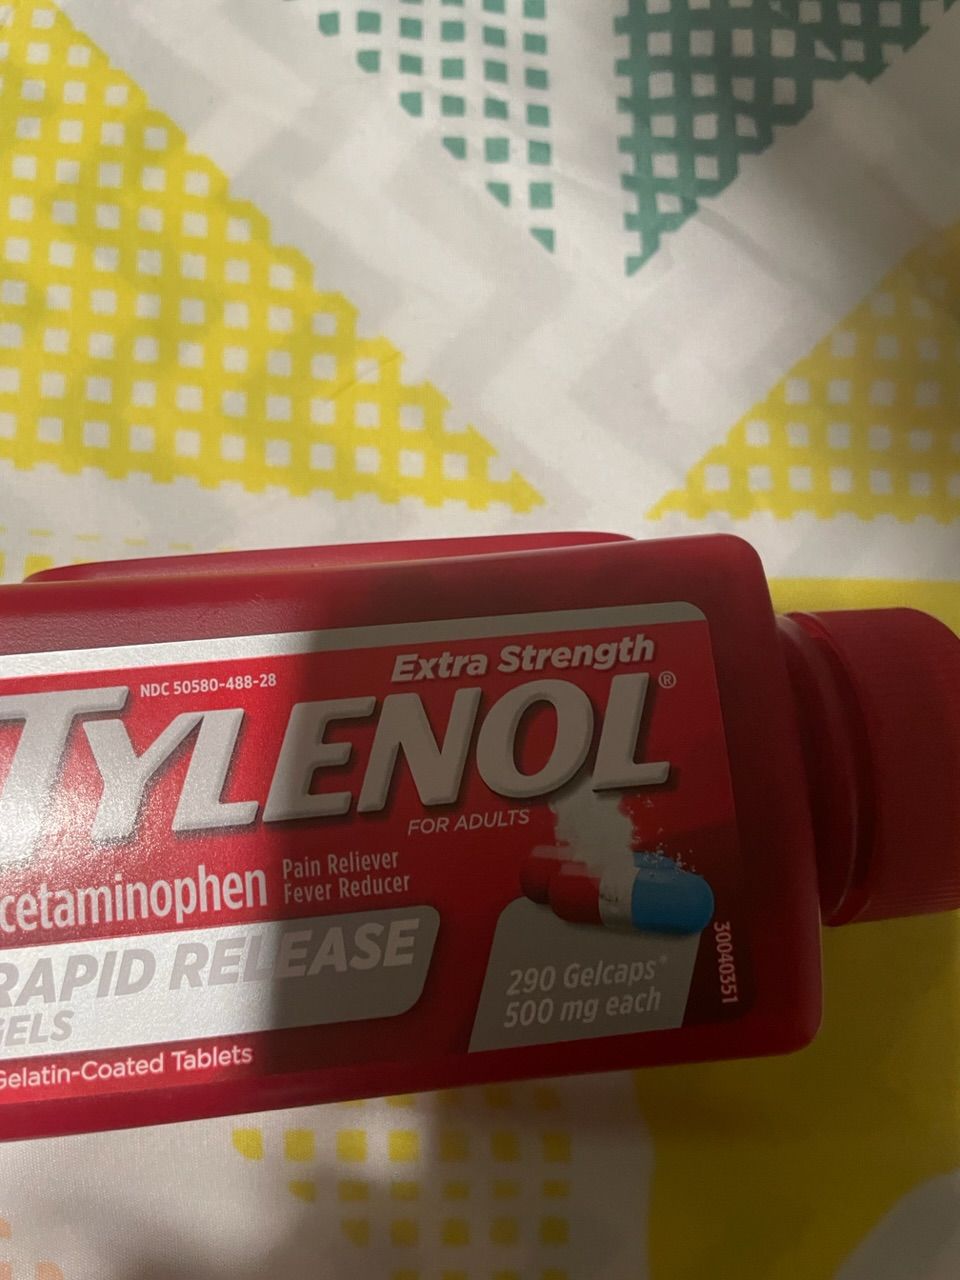 Extra Strength
NDC 50580-488-28
TYLENOL®
FOR ADULTS
cetaminophen
Pain Reliever
Fever Reducer
RAPID RELEASE
GELS
Gelatin-Coated Tablets
290 Gelcaps*
500 mg each
30040351